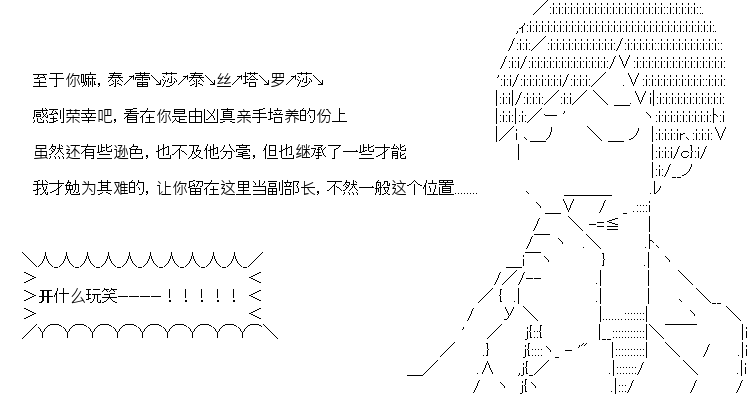 至于你嘛，泰↗蕾↘莎↗泰↘丝↗塔↘罗↗莎↘
感到荣幸吧，看在你是由凶真亲手培养的份上
虽然还有些逊色，也不及他分毫，但也继承了一些才能
我才勉为其难的，让你留在这里当副部长，不然一般这个位置........
开什么玩笑————！！！！！